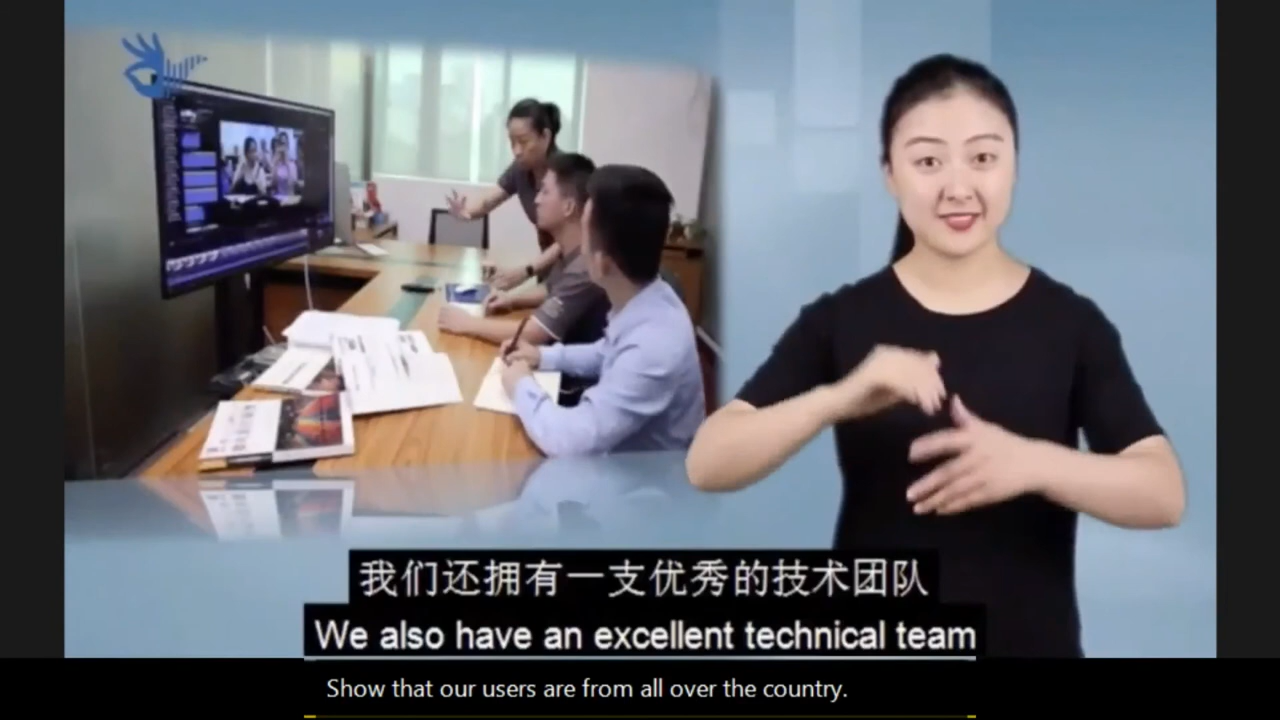 我们还拥有一支优秀的技术团队
We also have an excellent technical team
Show that our users are from all over the country.